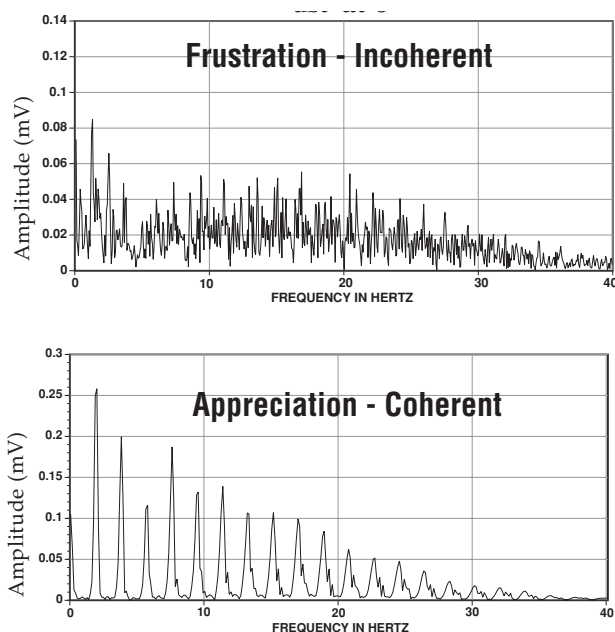 0.14
Frustration - Incoherent
0.12
0.10
0.08
0.06
0.04
0.02
0
Amplitude (mV)
0 10 20 30 40
FREQUENCY IN HERTZ
0.3
Appreciation - Coherent
0.25
0.2
0.15
0.1
0.05
0
Amplitude (mV)
0 10 20 30 40
FREQUENCY IN HERTZ